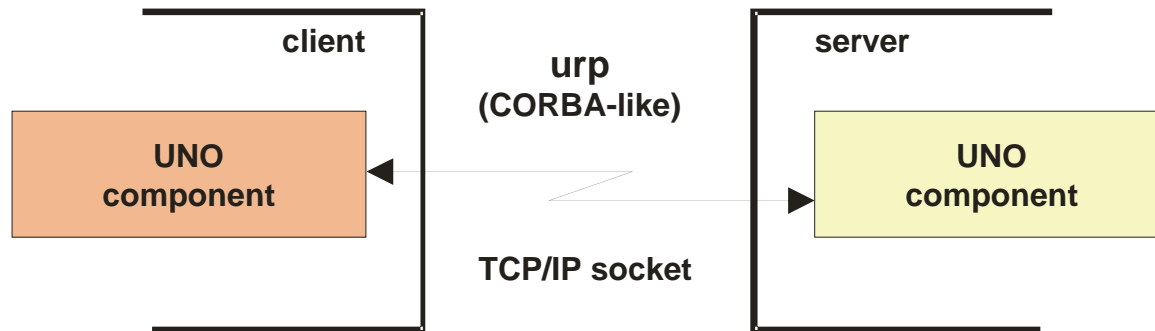 client
server
urp
(CORBA-like)
UNO
component
UNO
component
TCP/IP socket